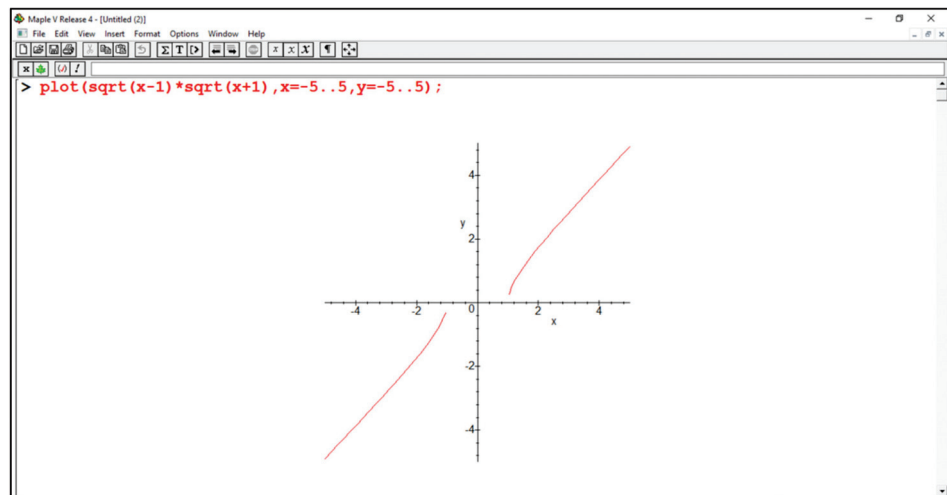 Maple V Release 4 - [Untitled (2)]
File Edit View Insert Format Options Window Help
Σ T [> x x X ¶
x (/) !
> plot(sqrt(x-1)*sqrt(x+1),x=-5..5,y=-5..5);
4
y
2
-4 -2 0 2 4
x
-2
-4